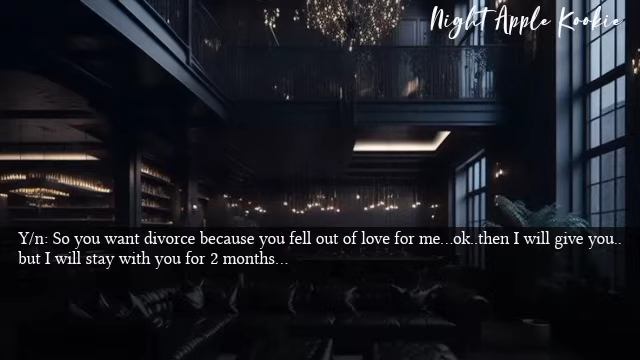 Night Apple Kookie
Y/n: So you want divorce because you fell out of love for me...ok..then I will give you..
but I will stay with you for 2 months...